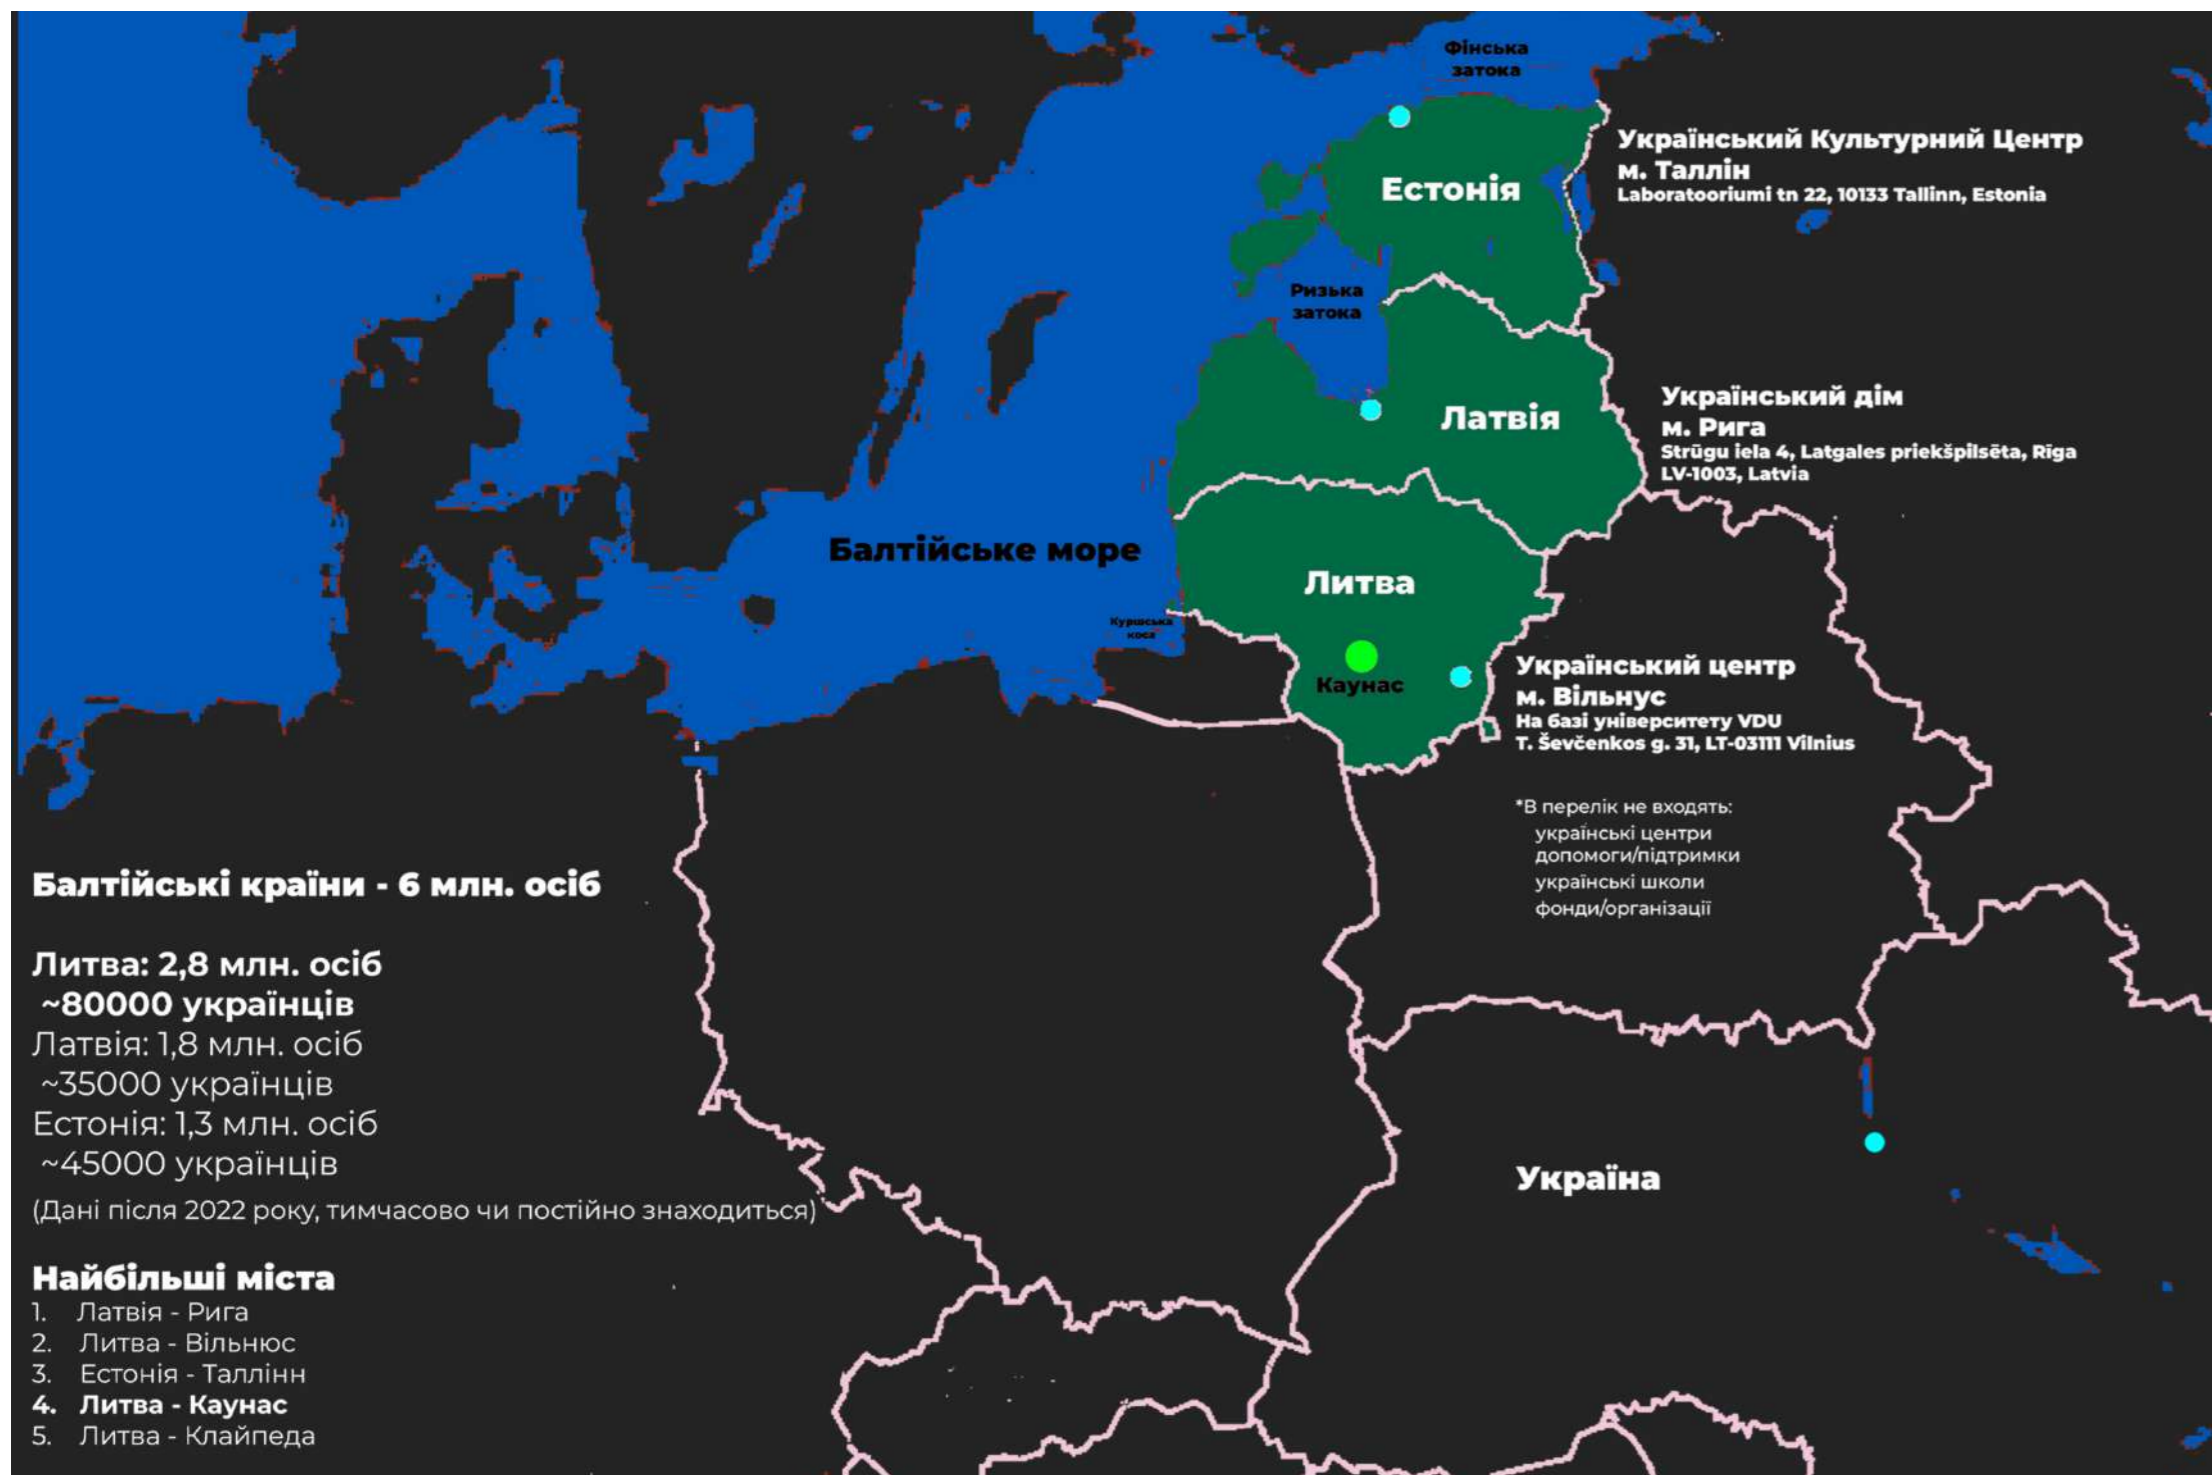 Фінська
затока
Український Культурний Центр
м. Таллін
Laboratooriumi tn 22, 10133 Tallinn, Estonia
Естонія
Ризька
затока
Український дім
м. Рига
Strūgu iela 4, Latgales priekšpilsēta, Rīga
LV-1003, Latvia
Латвія
Балтійське море
Литва
Куршська
коса
Каунас
Український центр
м. Вільнус
На базі університету VDU
T. Ševčenkos g. 31, LT-03111 Vilnius
*В перелік не входять:
українські центри
допомоги/підтримки
українські школи
фонди/організації
Балтійські країни - 6 млн. осіб
Литва: 2,8 млн. осіб
~80000 українців
Латвія: 1,8 млн. осіб
~35000 українців
Естонія: 1,3 млн. осіб
~45000 українців
(Дані після 2022 року, тимчасово чи постійно знаходиться)
Україна
Найбільші міста
1. Латвія - Рига
2. Литва - Вільнюс
3. Естонія - Таллінн
4. Литва - Каунас
5. Литва - Клайпеда